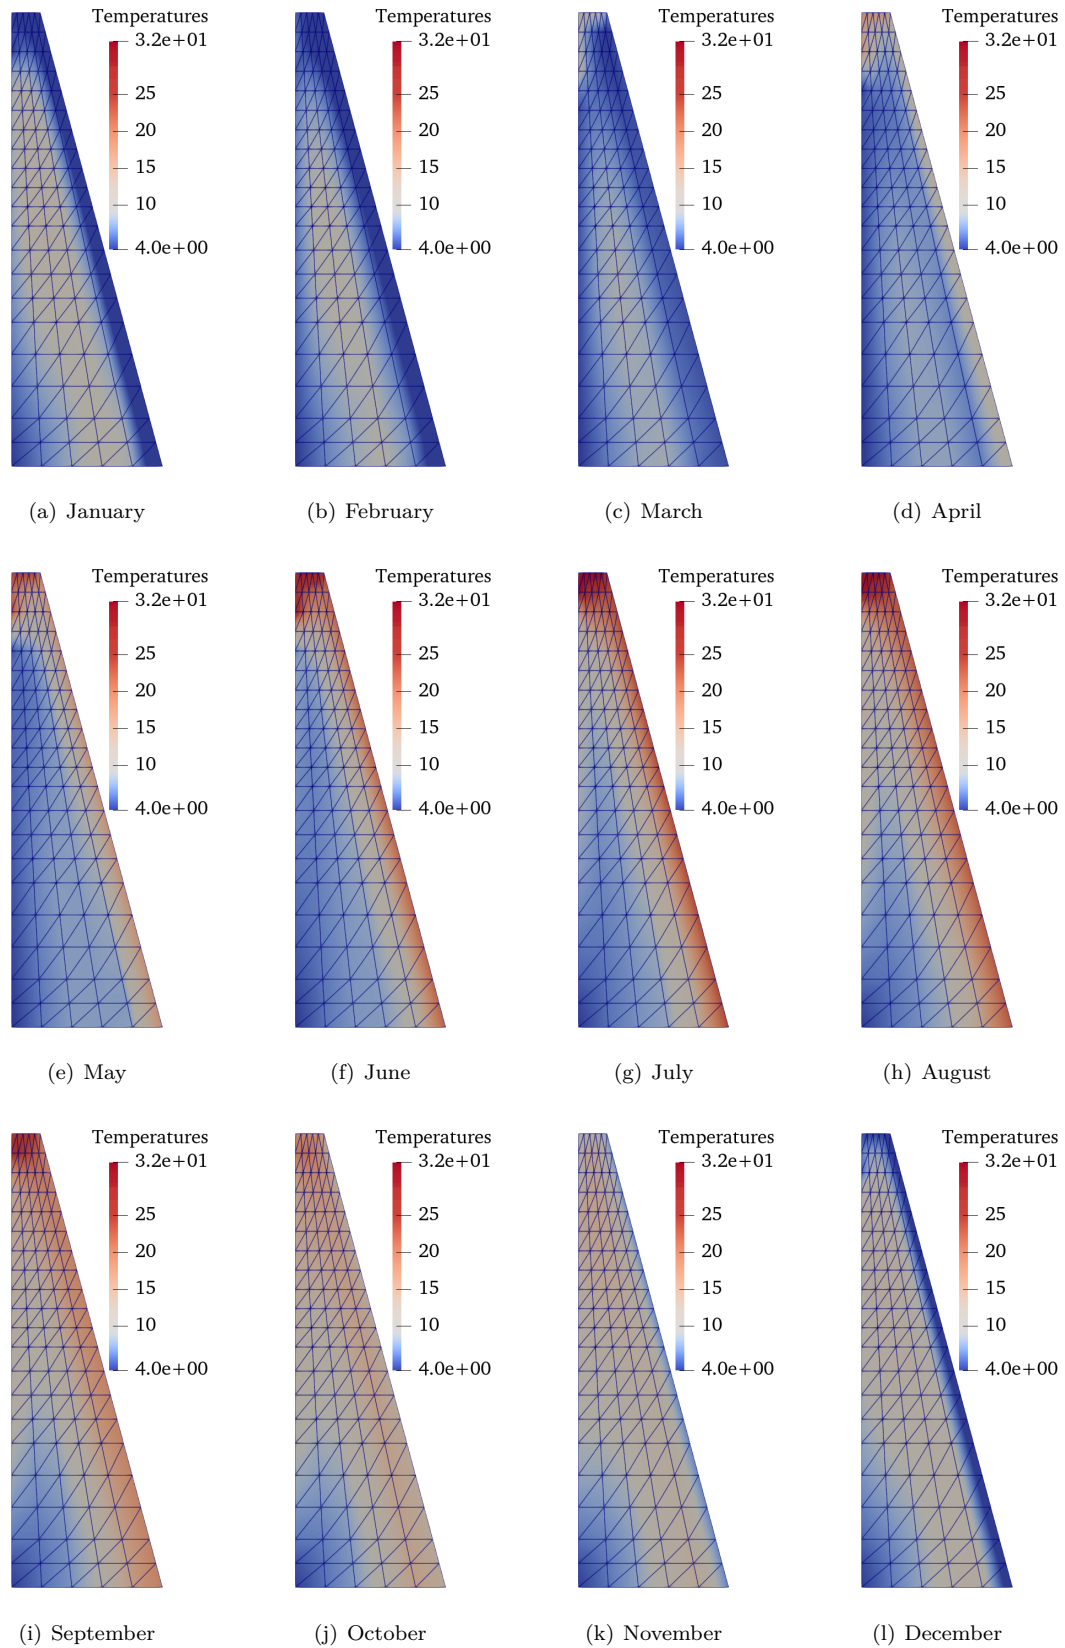 Temperatures
3.2e+01
25
20
15
10
4.0e+00
(a) January
Temperatures
3.2e+01
25
20
15
10
4.0e+00
(b) February
Temperatures
3.2e+01
25
20
15
10
4.0e+00
(c) March
Temperatures
3.2e+01
25
20
15
10
4.0e+00
(d) April
Temperatures
3.2e+01
25
20
15
10
4.0e+00
(e) May
Temperatures
3.2e+01
25
20
15
10
4.0e+00
(f) June
Temperatures
3.2e+01
25
20
15
10
4.0e+00
(g) July
Temperatures
3.2e+01
25
20
15
10
4.0e+00
(h) August
Temperatures
3.2e+01
25
20
15
10
4.0e+00
(i) September
Temperatures
3.2e+01
25
20
15
10
4.0e+00
(j) October
Temperatures
3.2e+01
25
20
15
10
4.0e+00
(k) November
Temperatures
3.2e+01
25
20
15
10
4.0e+00
(l) December